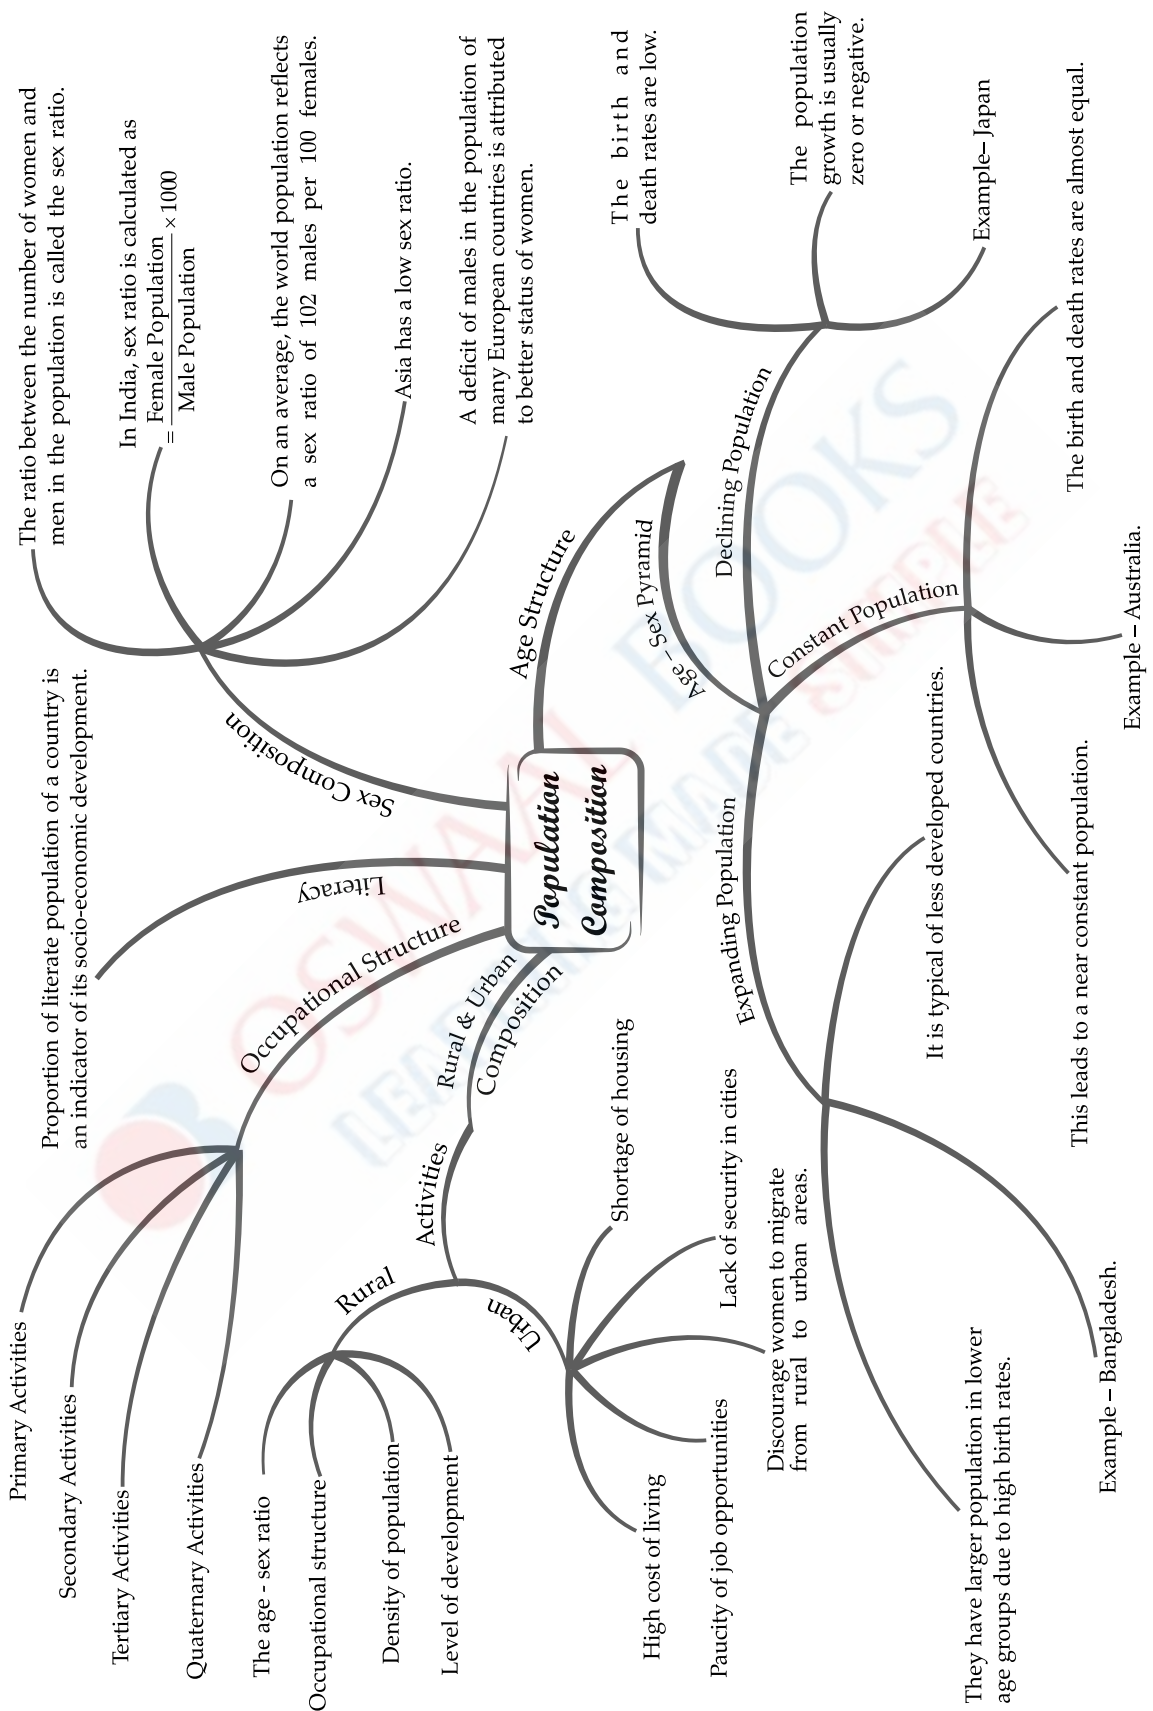 Population
Composition
Sex Composition
The ratio between the number of women and
men in the population is called the sex ratio.
In India, sex ratio is calculated as
= Female Population / Male Population × 1000
On an average, the world population reflects
a sex ratio of 102 males per 100 females.
Asia has a low sex ratio.
A deficit of males in the population of
many European countries is attributed
to better status of women.
Age Structure
Age – Sex Pyramid
Declining Population
The birth and
death rates are low.
The population
growth is usually
zero or negative.
Example– Japan
Constant Population
The birth and death rates are almost equal.
Example – Australia.
This leads to a near constant population.
Expanding Population
It is typical of less developed countries.
Example – Bangladesh.
They have larger population in lower
age groups due to high birth rates.
Literacy
Proportion of literate population of a country is
an indicator of its socio-economic development.
Occupational Structure
Primary Activities
Secondary Activities
Tertiary Activities
Quaternary Activities
Rural & Urban
Composition
Activities
Rural
The age - sex ratio
Occupational structure
Density of population
Level of development
Urban
Shortage of housing
Lack of security in cities
Discourage women to migrate
from rural to urban areas.
Paucity of job opportunities
High cost of living
OSWAAL BOOKS
LEARNING MADE SIMPLE